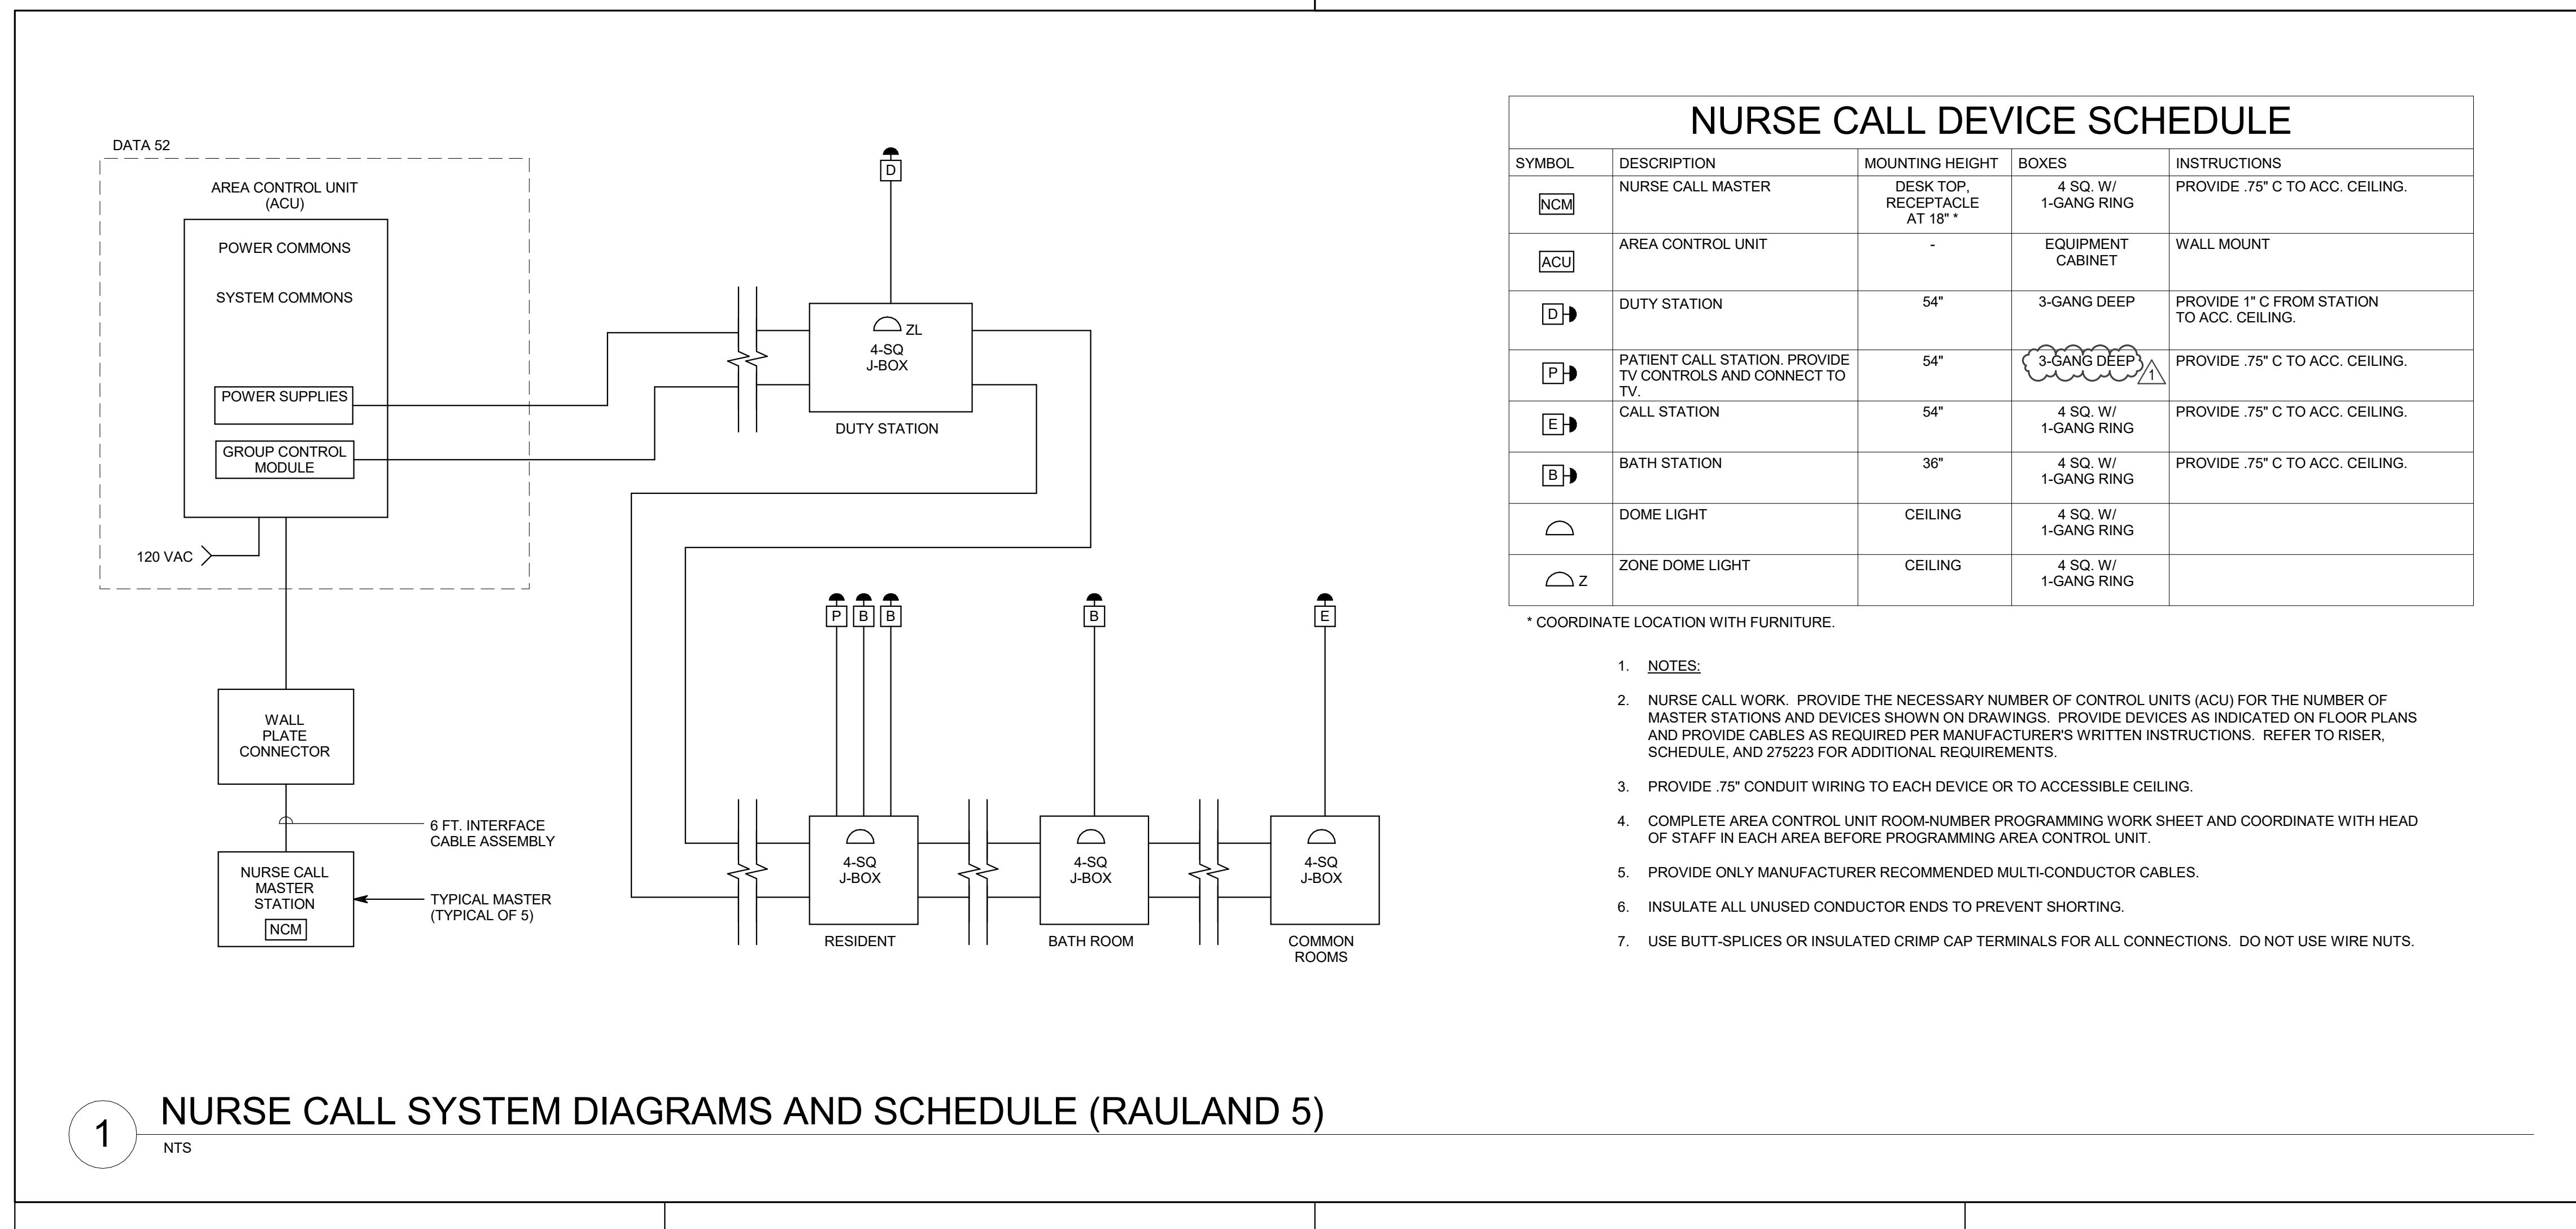 DATA 52
AREA CONTROL UNIT
(ACU)
POWER COMMONS
SYSTEM COMMONS
POWER SUPPLIES
GROUP CONTROL
MODULE
120 VAC
WALL
PLATE
CONNECTOR
6 FT. INTERFACE
CABLE ASSEMBLY
NURSE CALL
MASTER
STATION
NCM
TYPICAL MASTER
(TYPICAL OF 5)
D
ZL
4-SQ
J-BOX
DUTY STATION
P B B
4-SQ
J-BOX
RESIDENT
B
4-SQ
J-BOX
BATH ROOM
E
4-SQ
J-BOX
COMMON
ROOMS
NURSE CALL DEVICE SCHEDULE
SYMBOL DESCRIPTION MOUNTING HEIGHT BOXES INSTRUCTIONS
NCM
NURSE CALL MASTER
DESK TOP,
RECEPTACLE
AT 18" *
4 SQ. W/
1-GANG RING
PROVIDE .75" C TO ACC. CEILING.
ACU
AREA CONTROL UNIT
-
EQUIPMENT
CABINET
WALL MOUNT
D
DUTY STATION
54"
3-GANG DEEP
PROVIDE 1" C FROM STATION
TO ACC. CEILING.
P
PATIENT CALL STATION. PROVIDE
TV CONTROLS AND CONNECT TO
TV.
54"
3-GANG DEEP
1
PROVIDE .75" C TO ACC. CEILING.
E
CALL STATION
54"
4 SQ. W/
1-GANG RING
PROVIDE .75" C TO ACC. CEILING.
B
BATH STATION
36"
4 SQ. W/
1-GANG RING
PROVIDE .75" C TO ACC. CEILING.
DOME LIGHT
CEILING
4 SQ. W/
1-GANG RING
Z
ZONE DOME LIGHT
CEILING
4 SQ. W/
1-GANG RING
* COORDINATE LOCATION WITH FURNITURE.
1. NOTES:
2. NURSE CALL WORK. PROVIDE THE NECESSARY NUMBER OF CONTROL UNITS (ACU) FOR THE NUMBER OF
MASTER STATIONS AND DEVICES SHOWN ON DRAWINGS. PROVIDE DEVICES AS INDICATED ON FLOOR PLANS
AND PROVIDE CABLES AS REQUIRED PER MANUFACTURER'S WRITTEN INSTRUCTIONS. REFER TO RISER,
SCHEDULE, AND 275223 FOR ADDITIONAL REQUIREMENTS.
3. PROVIDE .75" CONDUIT WIRING TO EACH DEVICE OR TO ACCESSIBLE CEILING.
4. COMPLETE AREA CONTROL UNIT ROOM-NUMBER PROGRAMMING WORK SHEET AND COORDINATE WITH HEAD
OF STAFF IN EACH AREA BEFORE PROGRAMMING AREA CONTROL UNIT.
5. PROVIDE ONLY MANUFACTURER RECOMMENDED MULTI-CONDUCTOR CABLES.
6. INSULATE ALL UNUSED CONDUCTOR ENDS TO PREVENT SHORTING.
7. USE BUTT-SPLICES OR INSULATED CRIMP CAP TERMINALS FOR ALL CONNECTIONS. DO NOT USE WIRE NUTS.
1
NURSE CALL SYSTEM DIAGRAMS AND SCHEDULE (RAULAND 5)
NTS